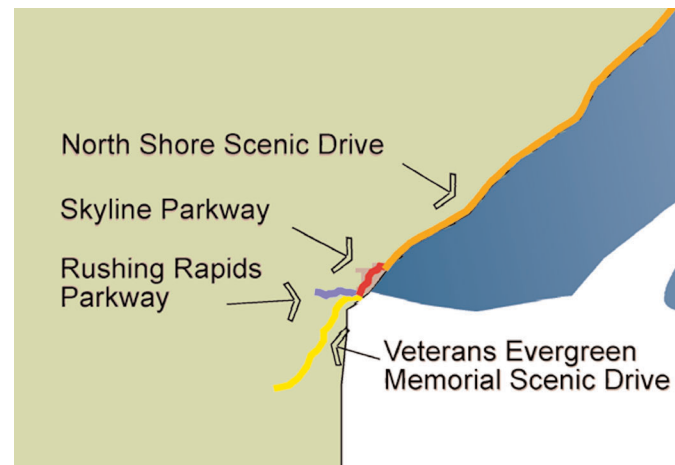 North Shore Scenic Drive
Skyline Parkway
Rushing Rapids
Parkway
Veterans Evergreen
Memorial Scenic Drive